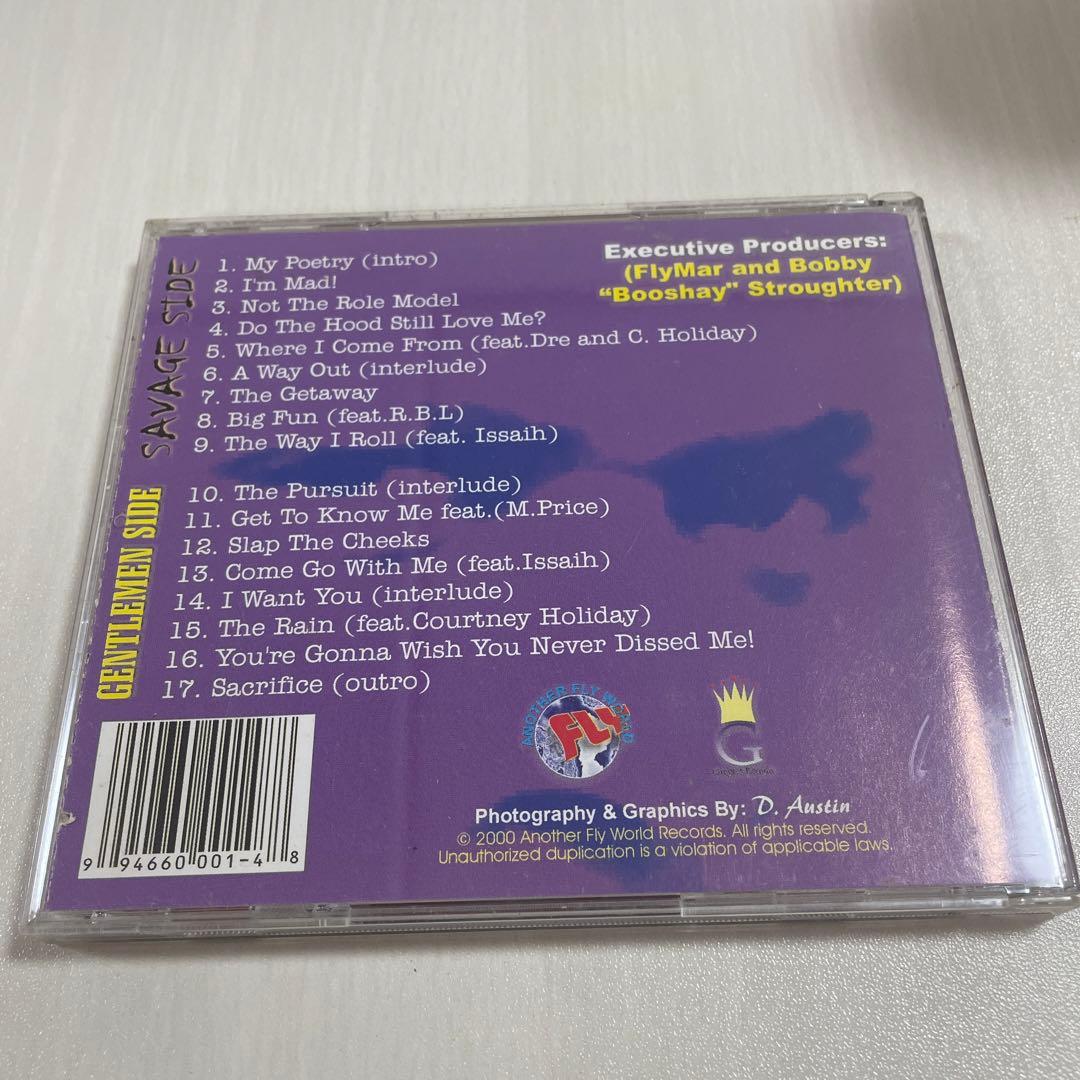 SAVAGE SIDE
1. My Poetry (intro)
2. I'm Mad!
3. Not The Role Model
4. Do The Hood Still Love Me?
5. Where I Come From (feat.Dre and C. Holiday)
6. A Way Out (interlude)
7. The Getaway
8. Big Fun (feat.R.B.L)
9. The Way I Roll (feat. Issaih)
Executive Producers:
(FlyMar and Bobby
“Booshay" Stroughter)
GENTLEMEN SIDE
10. The Pursuit (interlude)
11. Get To Know Me feat.(M.Price)
12. Slap The Cheeks
13. Come Go With Me (feat.Issaih)
14. I Want You (interlude)
15. The Rain (feat.Courtney Holiday)
16. You're Gonna Wish You Never Dissed Me!
17. Sacrifice (outro)
ANOTHER FLY WORLD
FLY
G
9 94660 001-4 8
Photography & Graphics By: D. Austin
© 2000 Another Fly World Records. All rights reserved.
Unauthorized duplication is a violation of applicable laws.